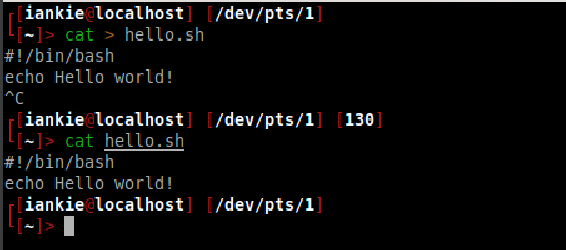 [iankie@localhost] [/dev/pts/1]
[~]> cat > hello.sh
#!/bin/bash
echo Hello world!
^C
[iankie@localhost] [/dev/pts/1] [130]
[~]> cat hello.sh
#!/bin/bash
echo Hello world!
[iankie@localhost] [/dev/pts/1]
[~]>